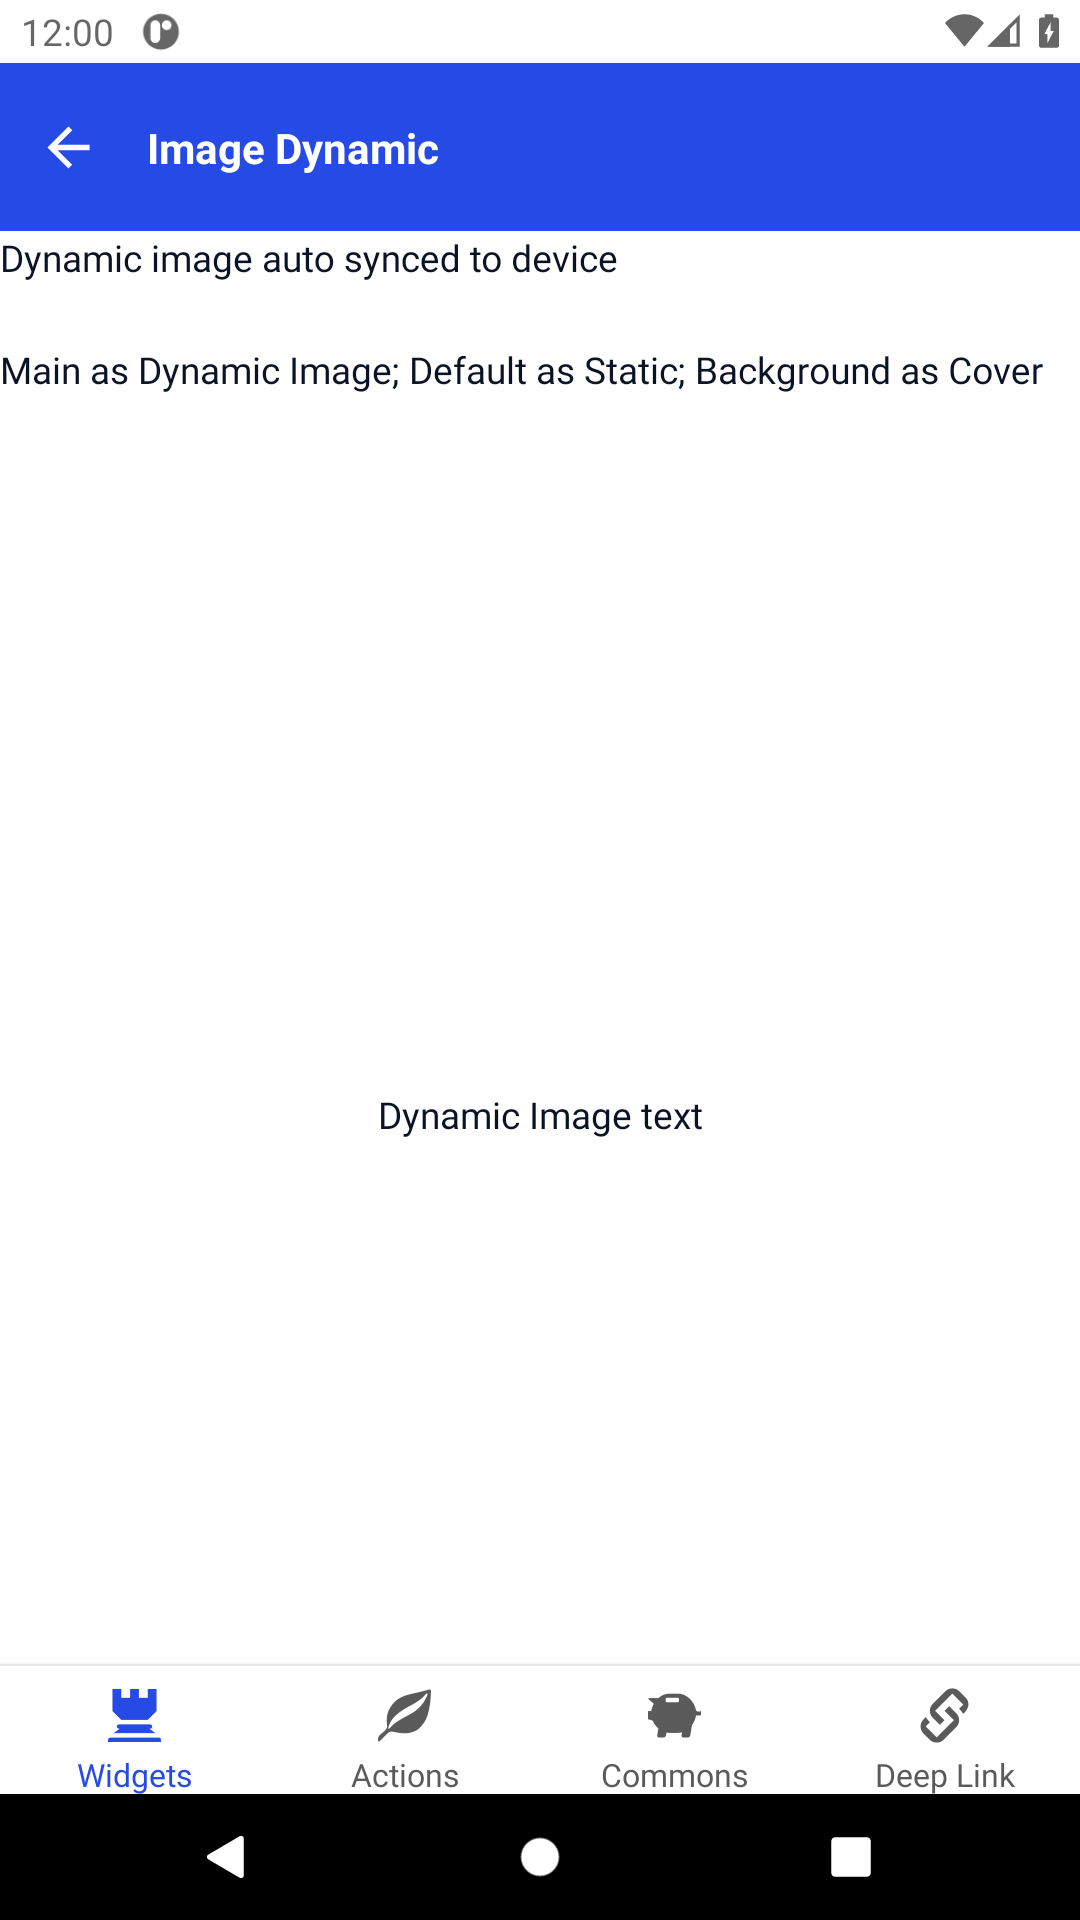 12:00
Image Dynamic
Dynamic image auto synced to device
Main as Dynamic Image; Default as Static; Background as Cover
Dynamic Image text
Widgets
Actions
Commons
Deep Link